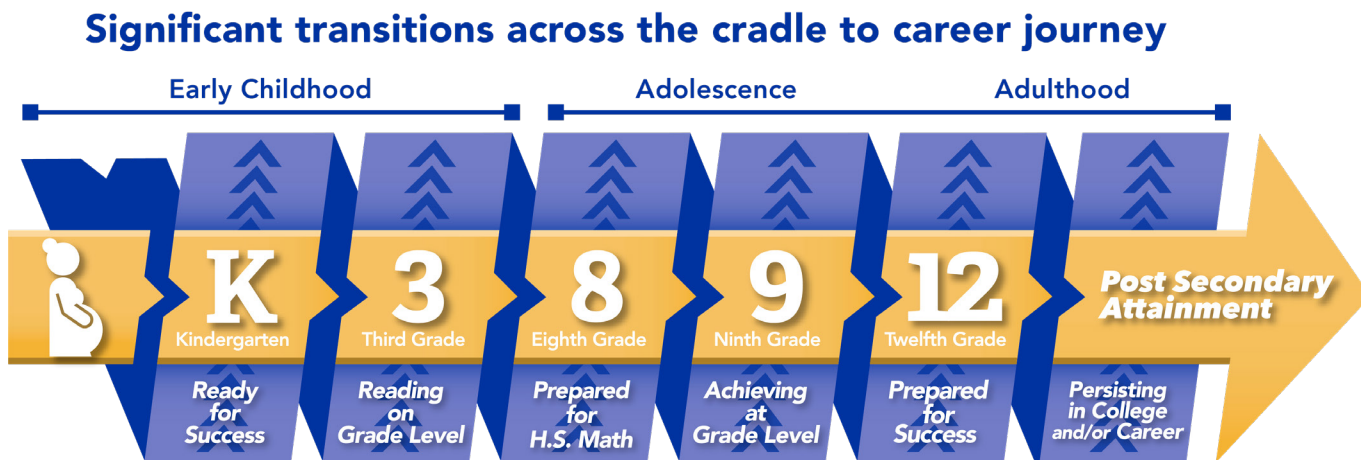 Significant transitions across the cradle to career journey
Early Childhood
Adolescence
Adulthood
K
Kindergarten
Ready
for
Success
3
Third Grade
Reading
on
Grade Level
8
Eighth Grade
Prepared
for
H.S. Math
9
Ninth Grade
Achieving
at
Grade Level
12
Twelfth Grade
Prepared
for
Success
Post Secondary
Attainment
Persisting
in College
and/or Career